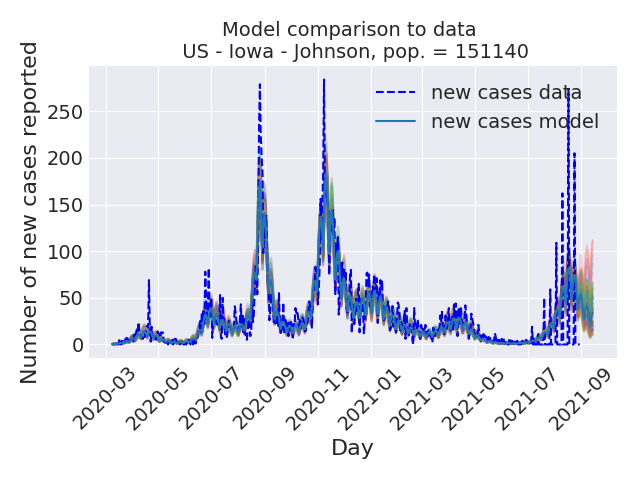 Model comparison to data
US - Iowa - Johnson, pop. = 151140
Number of new cases reported
250
200
150
100
50
0
new cases data
new cases model
2020-03
2020-05
2020-07
2020-09
2020-11
2021-01
2021-03
2021-05
2021-07
2021-09
Day